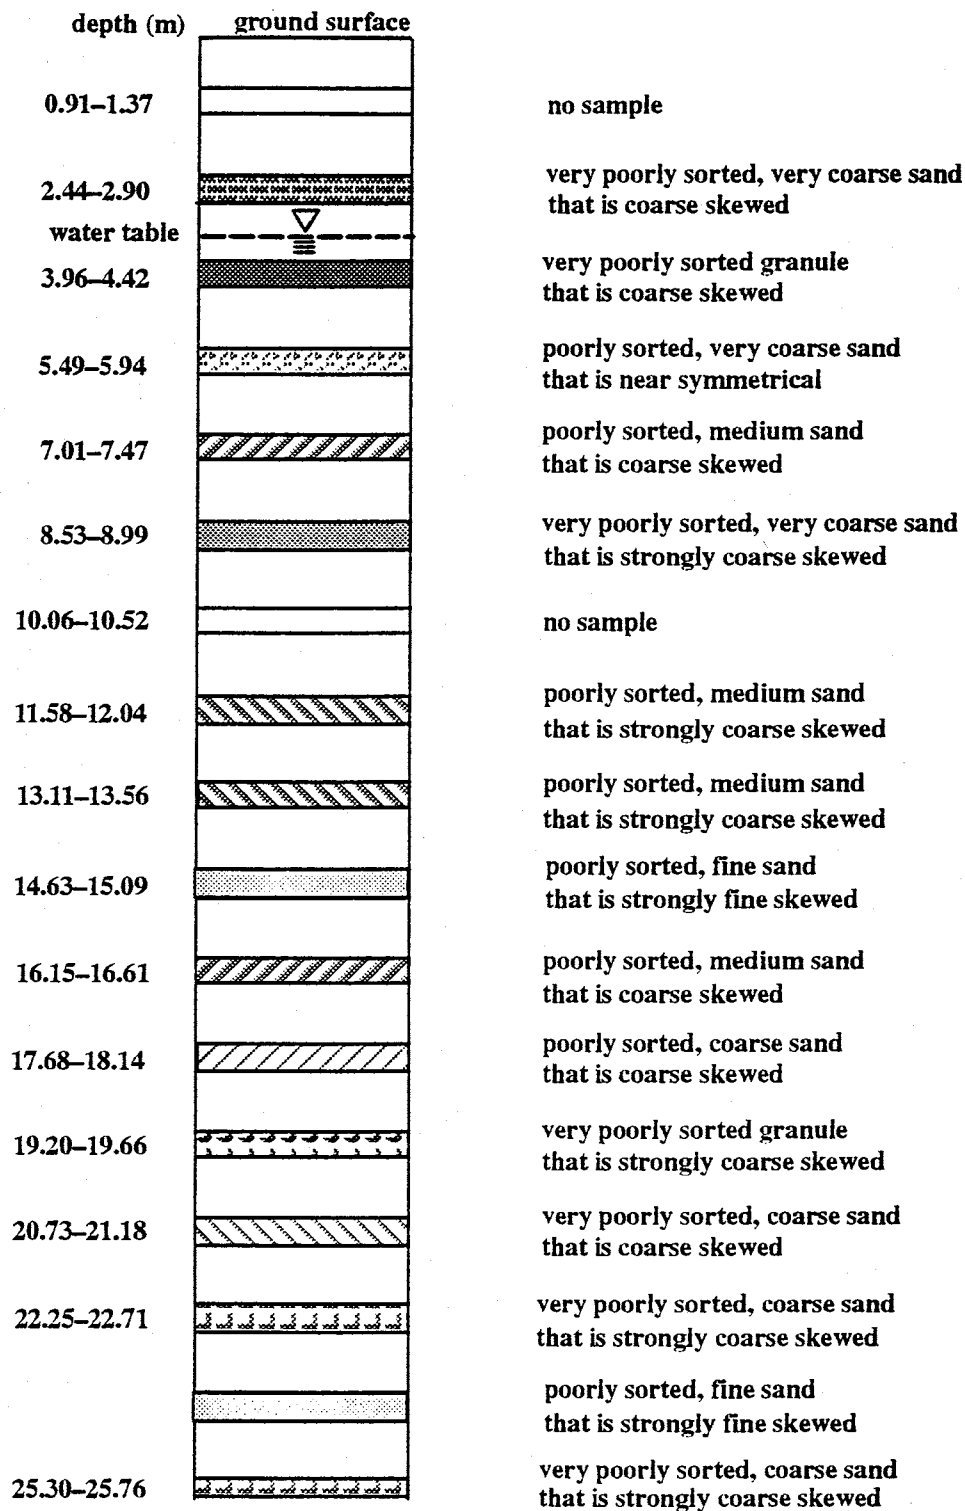 depth (m) ground surface
0.91–1.37 no sample
very poorly sorted, very coarse sand
2.44–2.90
that is coarse skewed
water table
very poorly sorted granule
3.96–4.42
that is coarse skewed
poorly sorted, very coarse sand
5.49–5.94
that is near symmetrical
poorly sorted, medium sand
7.01–7.47
that is coarse skewed
very poorly sorted, very coarse sand
8.53–8.99
that is strongly coarse skewed
10.06–10.52 no sample
poorly sorted, medium sand
11.58–12.04
that is strongly coarse skewed
poorly sorted, medium sand
13.11–13.56
that is strongly coarse skewed
poorly sorted, fine sand
14.63–15.09
that is strongly fine skewed
poorly sorted, medium sand
16.15–16.61
that is coarse skewed
poorly sorted, coarse sand
17.68–18.14
that is coarse skewed
very poorly sorted granule
19.20–19.66
that is strongly coarse skewed
very poorly sorted, coarse sand
20.73–21.18
that is coarse skewed
very poorly sorted, coarse sand
22.25–22.71
that is strongly coarse skewed
poorly sorted, fine sand
that is strongly fine skewed
very poorly sorted, coarse sand
25.30–25.76
that is strongly coarse skewed